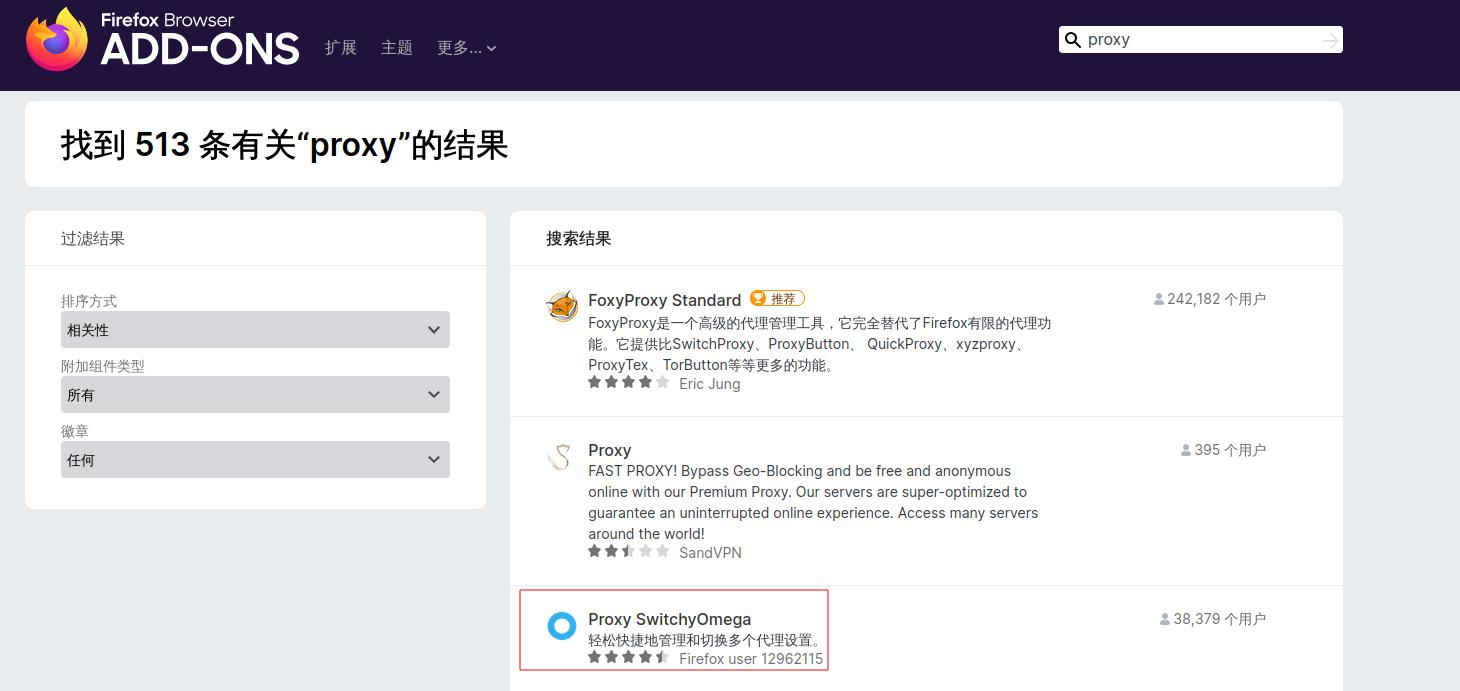 Firefox Browser
ADD-ONS
扩展 主题 更多...
proxy
找到 513 条有关“proxy”的结果
过滤结果
排序方式
相关性
附加组件类型
所有
徽章
任何
搜索结果
FoxyProxy Standard 推荐
242,182 个用户
FoxyProxy是一个高级的代理管理工具，它完全替代了Firefox有限的代理功
能。它提供比SwitchProxy、ProxyButton、 QuickProxy、xyzproxy、
ProxyTex、TorButton等等更多的功能。
Eric Jung
Proxy
395 个用户
FAST PROXY! Bypass Geo-Blocking and be free and anonymous
online with our Premium Proxy. Our servers are super-optimized to
guarantee an uninterrupted online experience. Access many servers
around the world!
SandVPN
Proxy SwitchyOmega
38,379 个用户
轻松快捷地管理和切换多个代理设置。
Firefox user 12962115